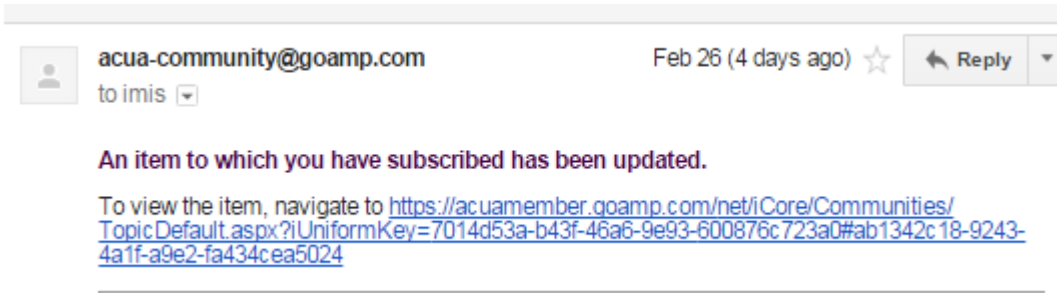 acua-community@goamp.com Feb 26 (4 days ago) Reply
to imis
An item to which you have subscribed has been updated.
To view the item, navigate to https://acuamember.goamp.com/net/iCore/Communities/
TopicDefault.aspx?iUniformKey=7014d53a-b43f-46a6-9e93-600876c723a0#ab1342c18-9243-
4a1f-a9e2-fa434cea5024